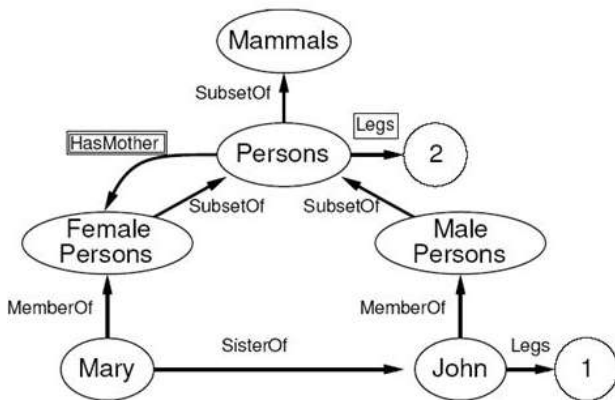 Mammals
SubsetOf
HasMother
Legs
Persons
2
SubsetOf
SubsetOf
Female
Persons
Male
Persons
MemberOf
MemberOf
SisterOf
Legs
Mary
John
1